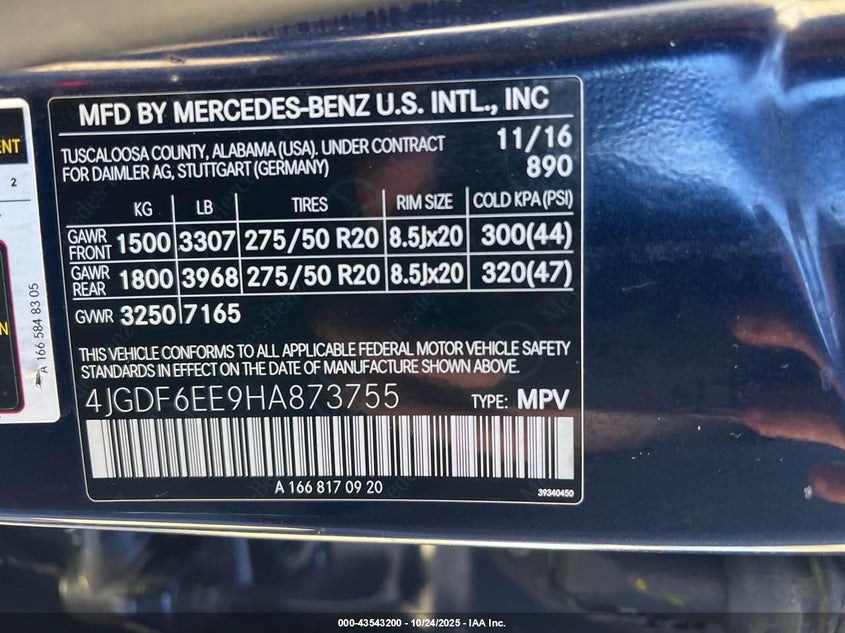 MFD BY MERCEDES-BENZ U.S. INTL., INC
TUSCALOOSA COUNTY, ALABAMA (USA). UNDER CONTRACT 11/16
FOR DAIMLER AG, STUTTGART (GERMANY) 890
KG LB TIRES RIM SIZE COLD KPA(PSI)
GAWR FRONT 1500 3307 275/50 R20 8.5Jx20 300(44)
GAWR REAR 1800 3968 275/50 R20 8.5Jx20 320(47)
GVWR 3250 7165
THIS VEHICLE CONFORMS TO ALL APPLICABLE FEDERAL MOTOR VEHICLE SAFETY
STANDARDS IN EFFECT ON THE DATE OF MANUFACTURE SHOWN ABOVE.
4JGDF6EE9HA873755 TYPE: MPV
A 166 817 09 20
39340450
2
A 166 584 83 05
000-43543200 - 10/24/2025 - IAA Inc.